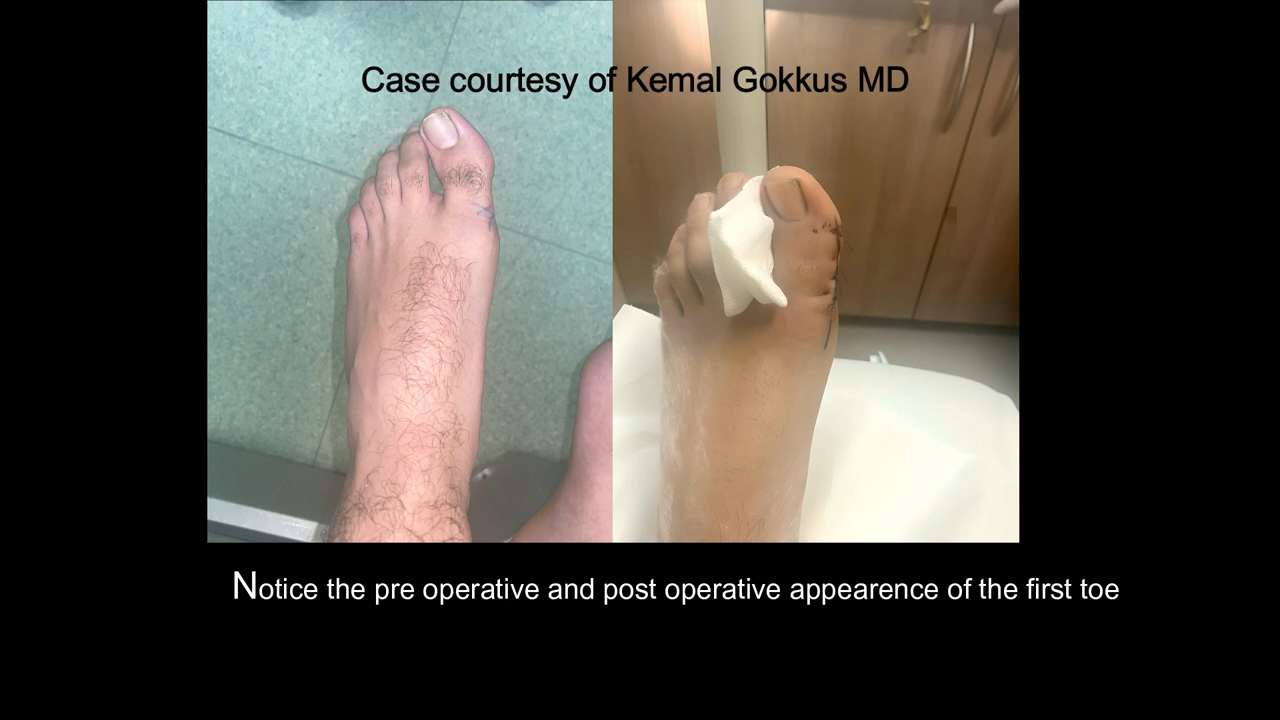 Case courtesy of Kemal Gokkus MD
Notice the pre operative and post operative appearence of the first toe